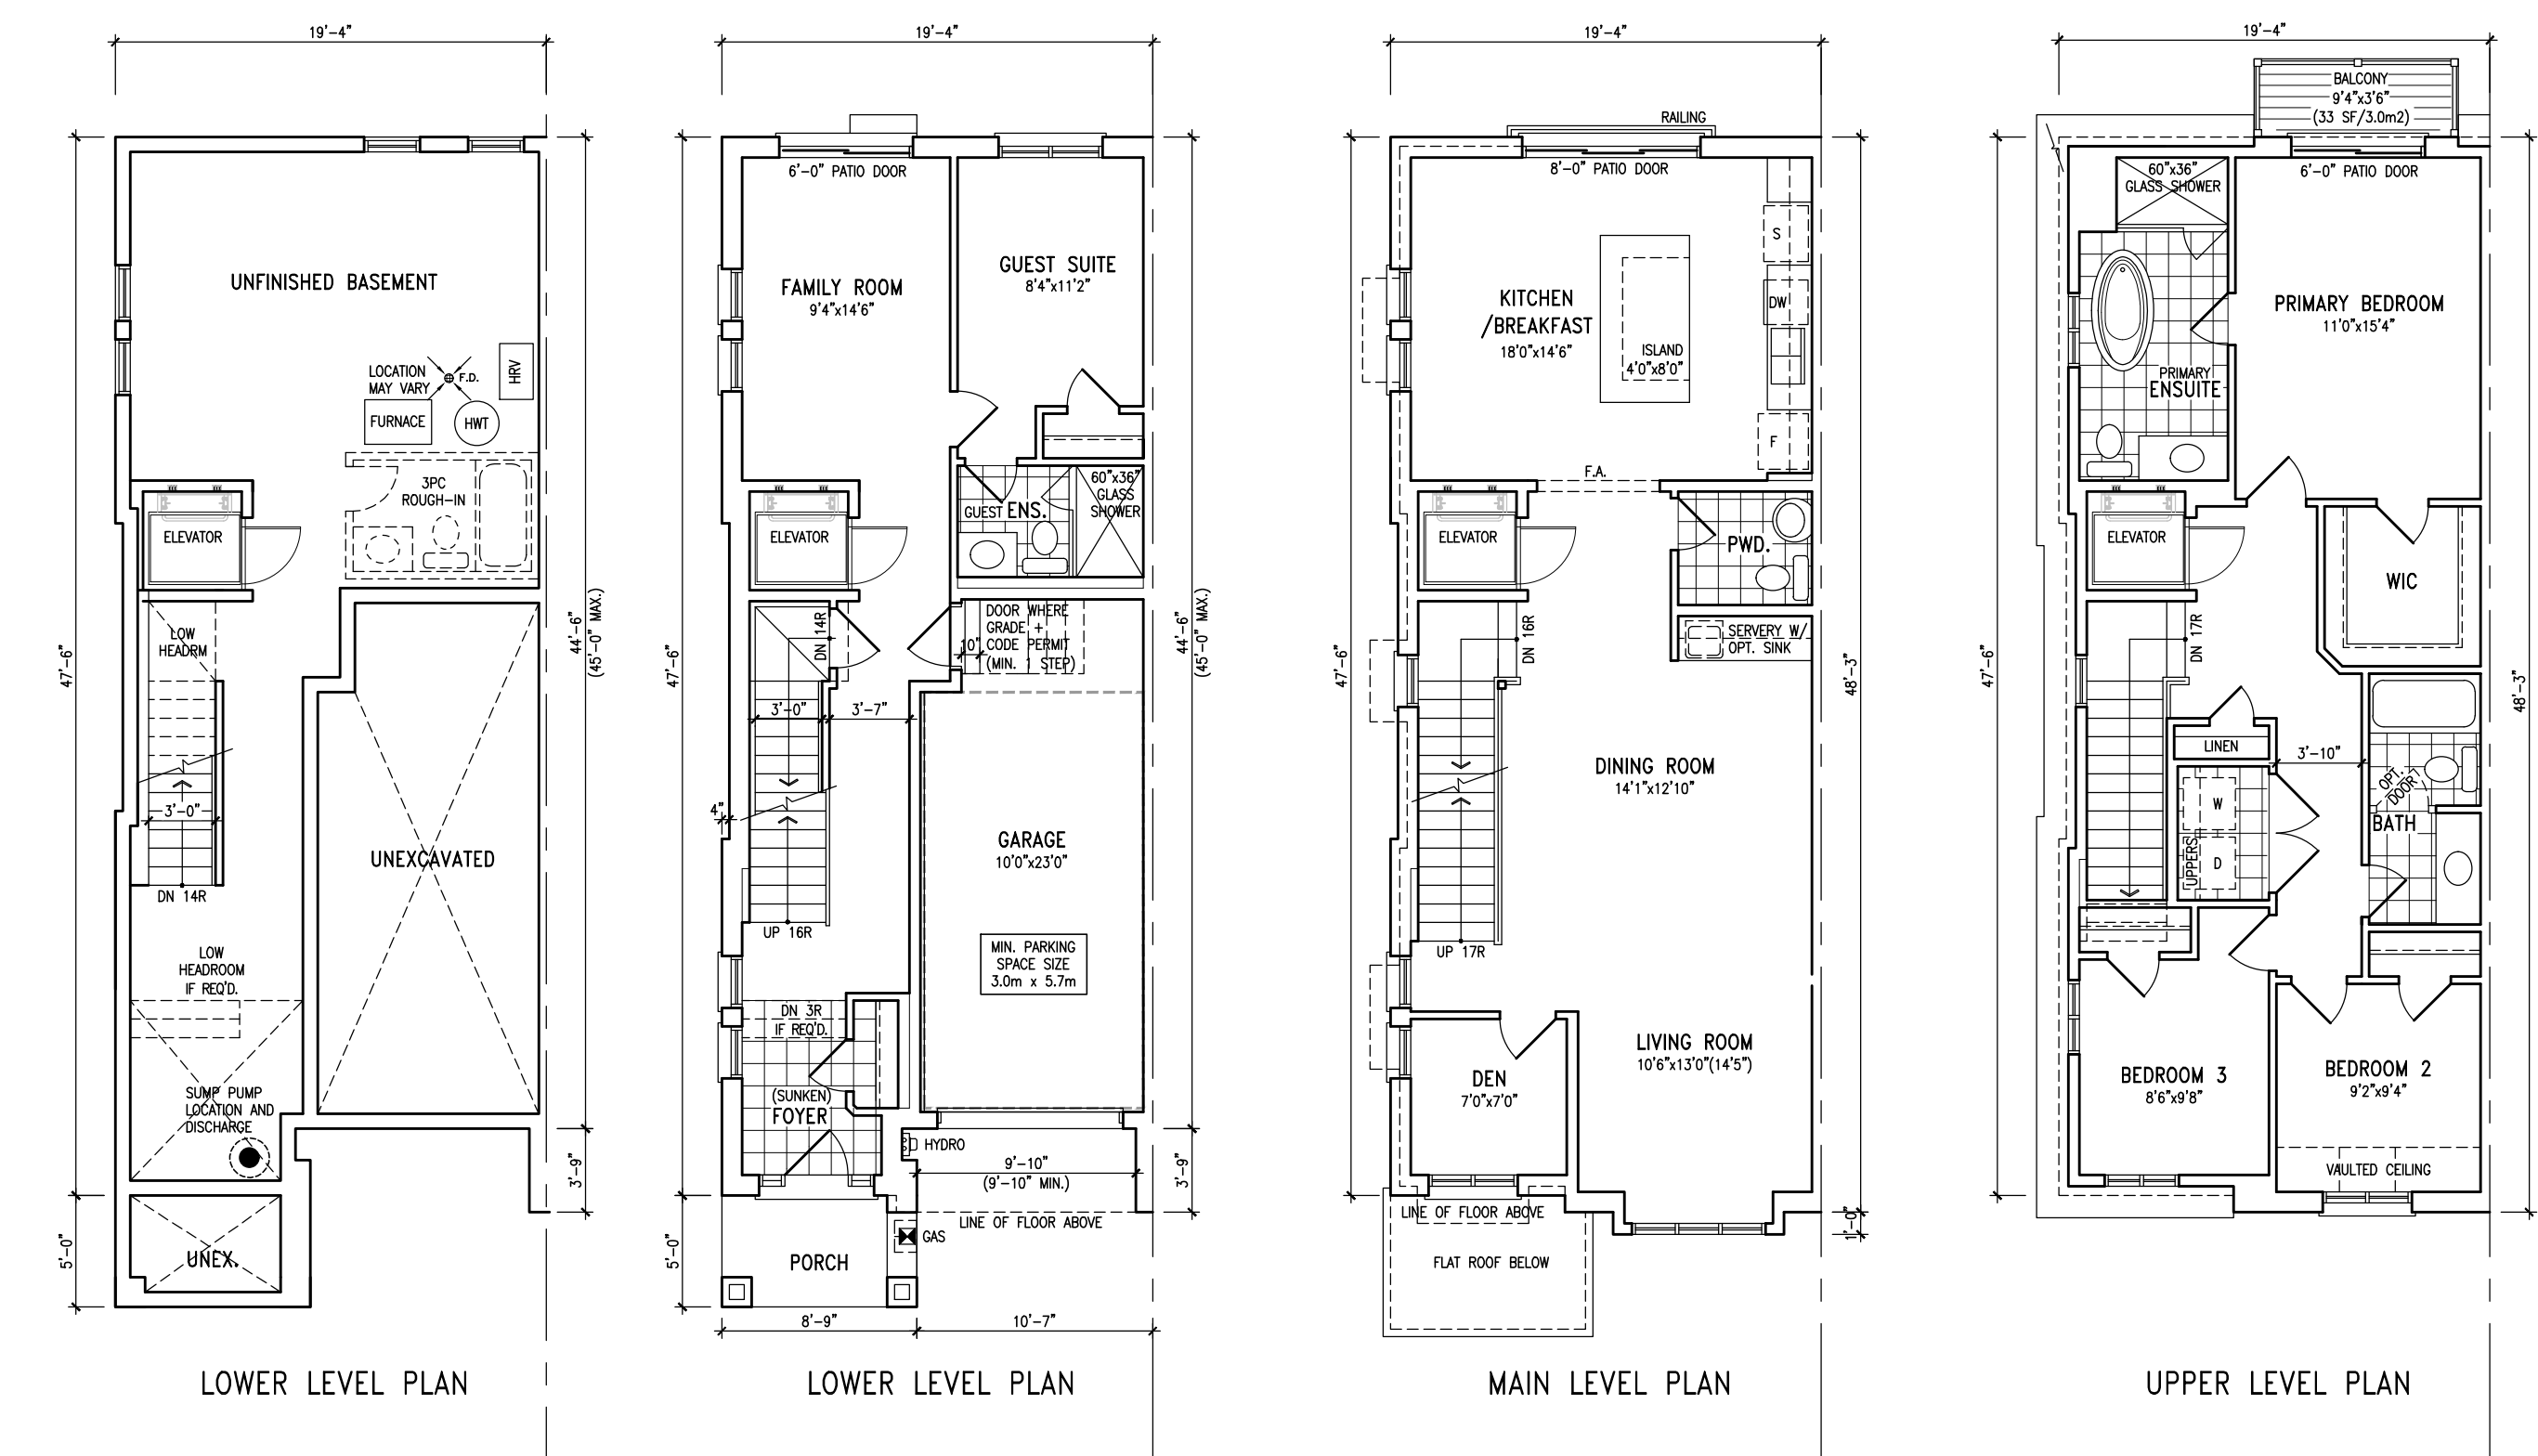 19'-4"
47'-6"
5'-0"
44'-6"
(45'-0" MAX.)
3'-9"
UNFINISHED BASEMENT
LOCATION
MAY VARY
F.D.
HRV
FURNACE
HWT
3PC
ROUGH-IN
ELEVATOR
LOW
HEADRM
3'-0"
DN 14R
UNEXCAVATED
LOW
HEADROOM
IF REQ'D.
SUMP PUMP
LOCATION AND
DISCHARGE
UNEX.
LOWER LEVEL PLAN
19'-4"
47'-6"
5'-0"
44'-6"
(45'-0" MAX.)
3'-9"
6'-0" PATIO DOOR
FAMILY ROOM
9'4"x14'6"
GUEST SUITE
8'4"x11'2"
60"x36"
GLASS
SHOWER
GUEST ENS.
ELEVATOR
DN 14R
DOOR WHERE
GRADE +
CODE PERMIT
(MIN. 1 STEP)
10"
3'-0"
3'-7"
4"
GARAGE
10'0"x23'0"
UP 16R
MIN. PARKING
SPACE SIZE
3.0m x 5.7m
DN 3R
IF REQ'D.
(SUNKEN)
FOYER
HYDRO
9'-10"
(9'-10" MIN.)
LINE OF FLOOR ABOVE
GAS
PORCH
8'-9"
10'-7"
LOWER LEVEL PLAN
19'-4"
RAILING
47'-6"
48'-3"
1'-0"
8'-0" PATIO DOOR
S
DW
KITCHEN
/BREAKFAST
18'0"x14'6"
ISLAND
4'0"x8'0"
F
F.A.
ELEVATOR
PWD.
DN 16R
SERVERY W/
OPT. SINK
DINING ROOM
14'1"x12'10"
UP 17R
LIVING ROOM
10'6"x13'0"(14'5")
DEN
7'0"x7'0"
LINE OF FLOOR ABOVE
FLAT ROOF BELOW
MAIN LEVEL PLAN
19'-4"
BALCONY
9'4"x3'6"
(33 SF/3.0m2)
47'-6"
48'-3"
60"x36"
GLASS SHOWER
6'-0" PATIO DOOR
PRIMARY BEDROOM
11'0"x15'4"
PRIMARY
ENSUITE
ELEVATOR
WIC
DN 17R
LINEN
3'-10"
OPT.
DOOR
W
UPPERS
D
BATH
BEDROOM 3
8'6"x9'8"
BEDROOM 2
9'2"x9'4"
VAULTED CEILING
UPPER LEVEL PLAN